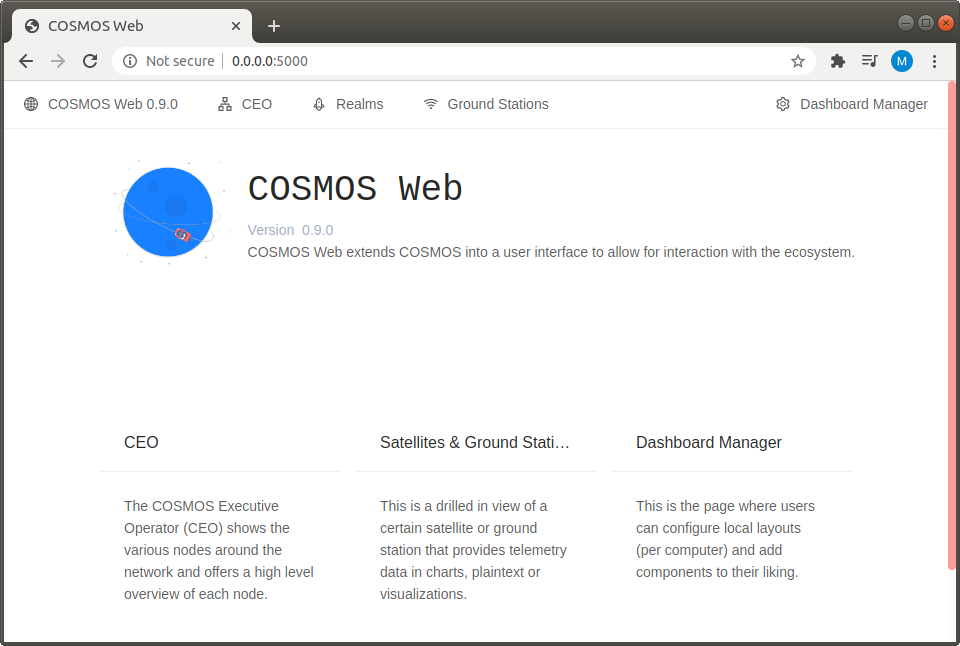 COSMOS Web
Not secure 0.0.0.0:5000
M
COSMOS Web 0.9.0 CEO Realms Ground Stations Dashboard Manager
COSMOS Web
Version 0.9.0
COSMOS Web extends COSMOS into a user interface to allow for interaction with the ecosystem.
CEO
The COSMOS Executive
Operator (CEO) shows the
various nodes around the
network and offers a high level
overview of each node.
Satellites & Ground Stati…
This is a drilled in view of a
certain satellite or ground
station that provides telemetry
data in charts, plaintext or
visualizations.
Dashboard Manager
This is the page where users
can configure local layouts
(per computer) and add
components to their liking.